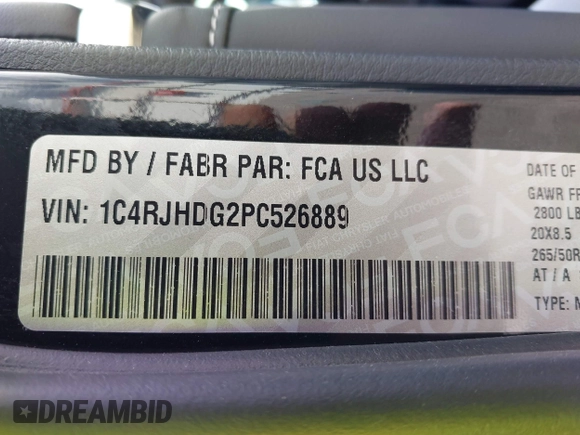 MFD BY / FABR PAR: FCA US LLC
VIN: 1C4RJHDG2PC526889
DATE OF
GAWR FR
2800 LB
20X8.5
265/50R
AT / A
TYPE:
DREAMBID